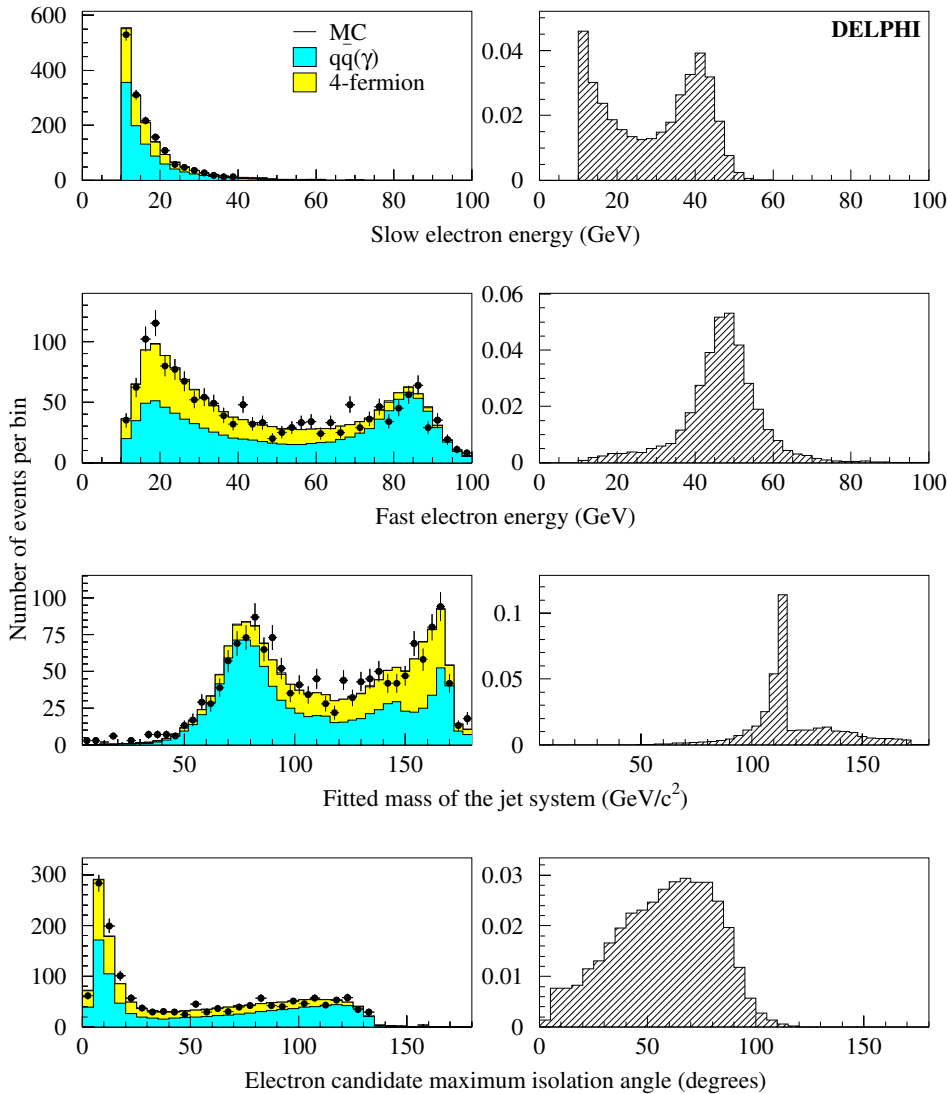 600
400
200
0
0 20 40 60 80 100
MC
qq̄(γ)
4-fermion
DELPHI
0.04
0.02
0
0 20 40 60 80 100
Slow electron energy (GeV)
Slow electron energy (GeV)
Number of events per bin
100
50
0
0 20 40 60 80 100
0.06
0.04
0.02
0
0 20 40 60 80 100
Fast electron energy (GeV)
100
75
50
25
0
50 100 150
0.1
0.05
0
50 100 150
Fitted mass of the jet system (GeV/c²)
300
200
100
0
0 50 100 150
0.03
0.02
0.01
0
0 50 100 150
Electron candidate maximum isolation angle (degrees)